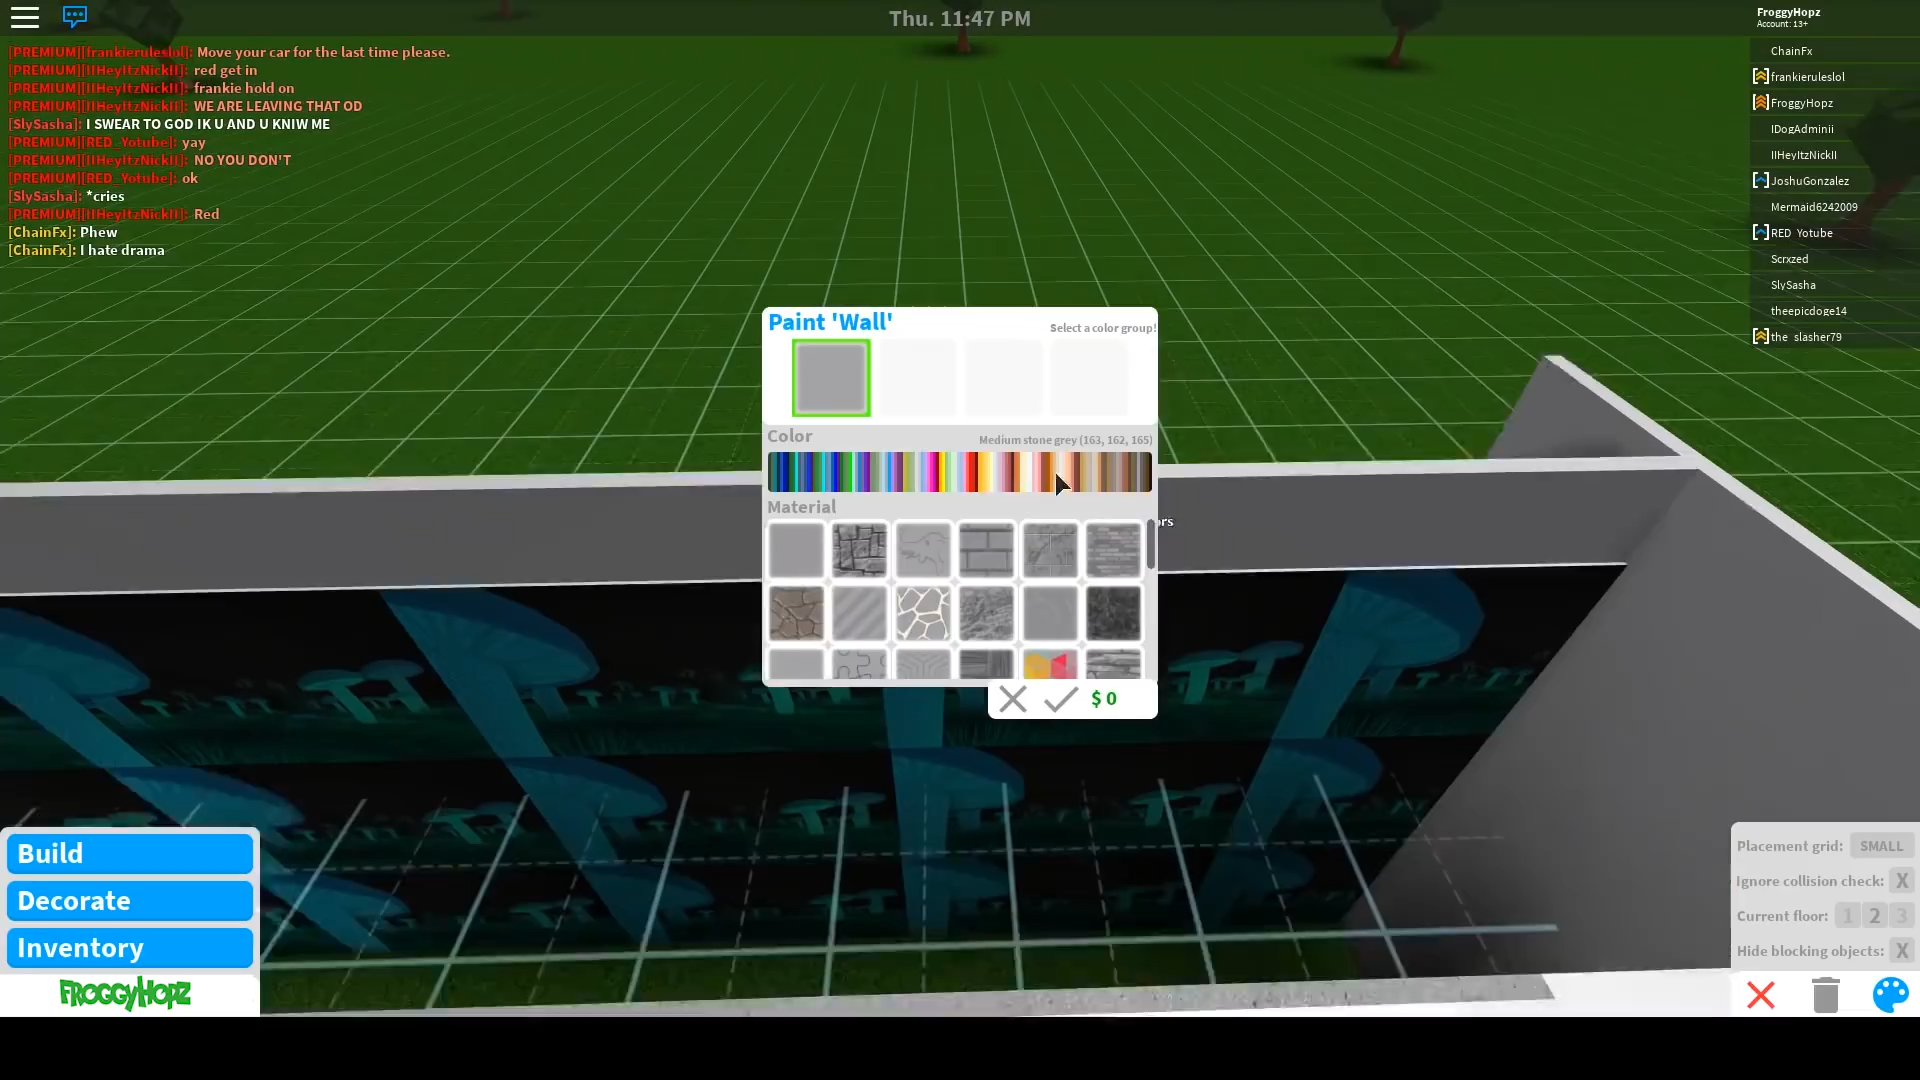 Thu. 11:47 PM
FroggyHopz
Account: 13+
[PREMIUM][frankieruleslol]: Move your car for the last time please.
[PREMIUM][IIHeyItzNickII]: red get in
[PREMIUM][IIHeyItzNickII]: frankie hold on
[PREMIUM][IIHeyItzNickII]: WE ARE LEAVING THAT OD
[SlySasha]: I SWEAR TO GOD IK U AND U KNIW ME
[PREMIUM][RED_Yotube]: yay
[PREMIUM][IIHeyItzNickII]: NO YOU DON'T
[PREMIUM][RED_Yotube]: ok
[SlySasha]: *cries
[PREMIUM][IIHeyItzNickII]: Red
[ChainFx]: Phew
[ChainFx]: I hate drama
ChainFx
frankieruleslol
FroggyHopz
IDogAdminii
IIHeyItzNickII
JoshuGonzalez
Mermaid6242009
RED Yotube
Scrxzed
SlySasha
theepicdoge14
the slasher79
Paint 'Wall'
Select a color group!
Color
Medium stone grey (163, 162, 165)
Material
$ 0
Build
Decorate
Inventory
FROGGYHOPZ
Placement grid: SMALL
Ignore collision check: X
Current floor: 1 2 3
Hide blocking objects: X